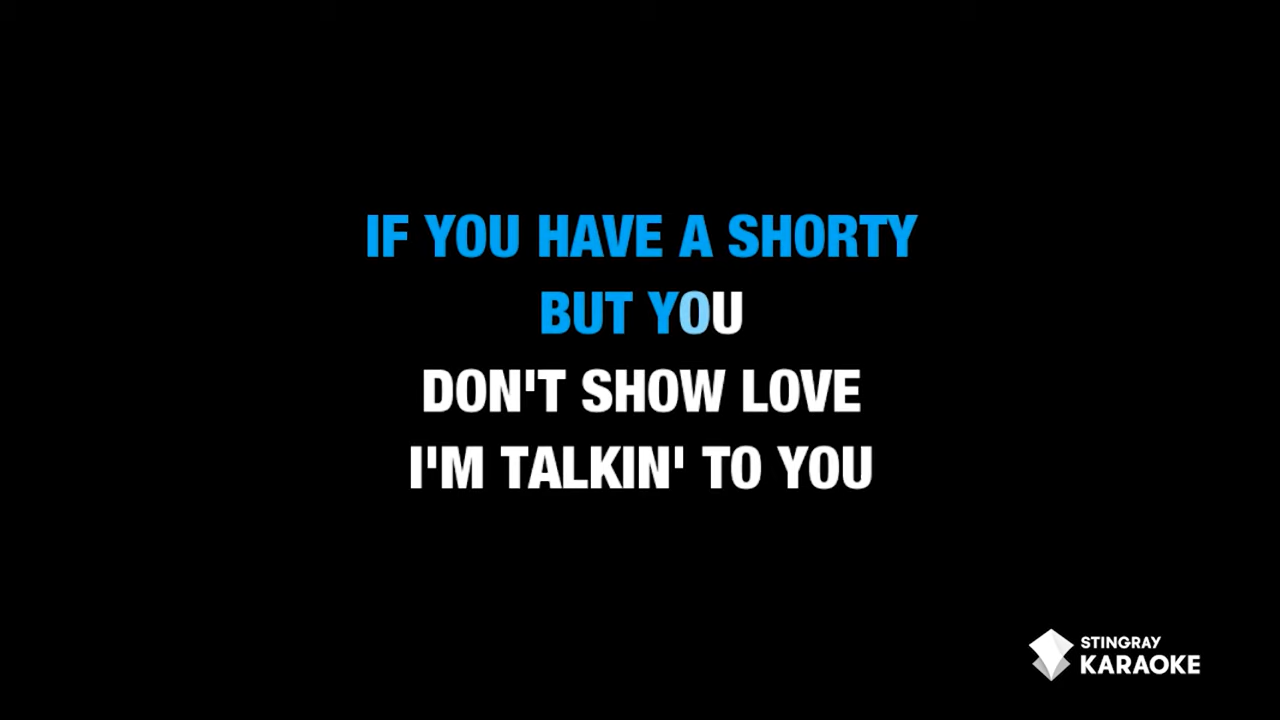 IF YOU HAVE A SHORTY
BUT YOU
DON'T SHOW LOVE
I'M TALKIN' TO YOU
STINGRAY
KARAOKE